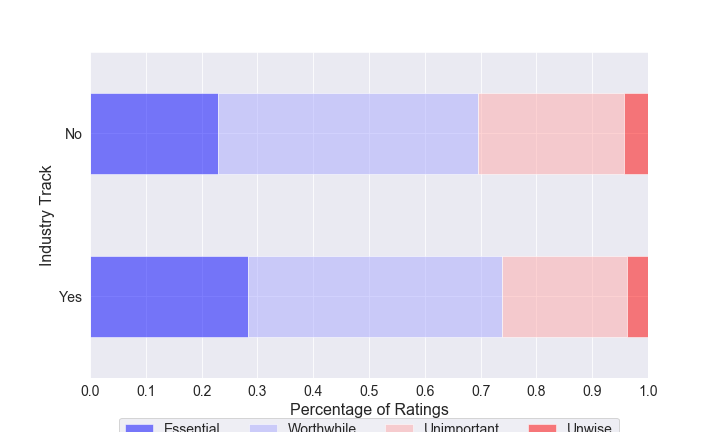 No
Industry Track
Yes
0.0 0.1 0.2 0.3 0.4 0.5 0.6 0.7 0.8 0.9 1.0
Percentage of Ratings
Essential Worthwhile Unimportant Unwise